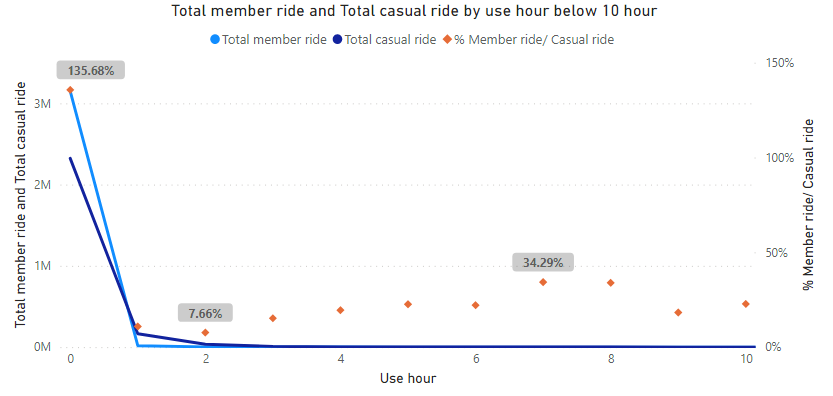 Total member ride and Total casual ride by use hour below 10 hour
Total member ride Total casual ride % Member ride/ Casual ride
135.68%
7.66%
34.29%
3M
2M
1M
0M
150%
100%
50%
0%
0 2 4 6 8 10
Use hour
Total member ride and Total casual ride
% Member ride/ Casual ride